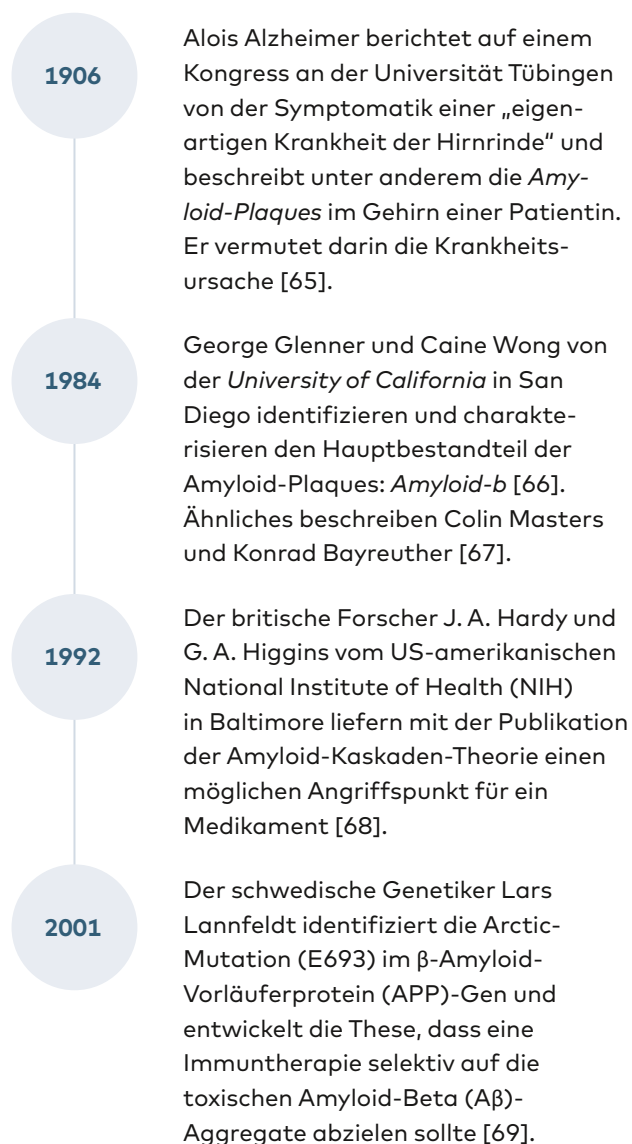 1906
Alois Alzheimer berichtet auf einem
Kongress an der Universität Tübingen
von der Symptomatik einer „eigen-
artigen Krankheit der Hirnrinde“ und
beschreibt unter anderem die Amy-
loid-Plaques im Gehirn einer Patientin.
Er vermutet darin die Krankheits-
ursache [65].
1984
George Glenner und Caine Wong von
der University of California in San
Diego identifizieren und charakte-
risieren den Hauptbestandteil der
Amyloid-Plaques: Amyloid-b [66].
Ähnliches beschreiben Colin Masters
und Konrad Bayreuther [67].
1992
Der britische Forscher J. A. Hardy und
G. A. Higgins vom US-amerikanischen
National Institute of Health (NIH)
in Baltimore liefern mit der Publikation
der Amyloid-Kaskaden-Theorie einen
möglichen Angriffspunkt für ein
Medikament [68].
2001
Der schwedische Genetiker Lars
Lannfeldt identifiziert die Arctic-
Mutation (E693) im β-Amyloid-
Vorläuferprotein (APP)-Gen und
entwickelt die These, dass eine
Immuntherapie selektiv auf die
toxischen Amyloid-Beta (Aβ)-
Aggregate abzielen sollte [69].